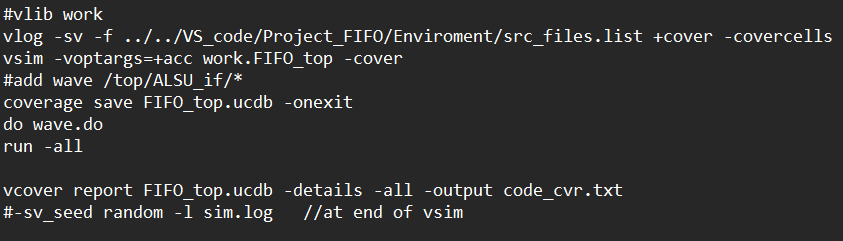 #vlib work
vlog -sv -f ../../VS_code/Project_FIFO/Enviroment/src_files.list +cover -covercells
vsim -voptargs=+acc work.FIFO_top -cover
#add wave /top/ALSU_if/*
coverage save FIFO_top.ucdb -onexit
do wave.do
run -all
vcover report FIFO_top.ucdb -details -all -output code_cvr.txt
#-sv_seed random -l sim.log   //at end of vsim